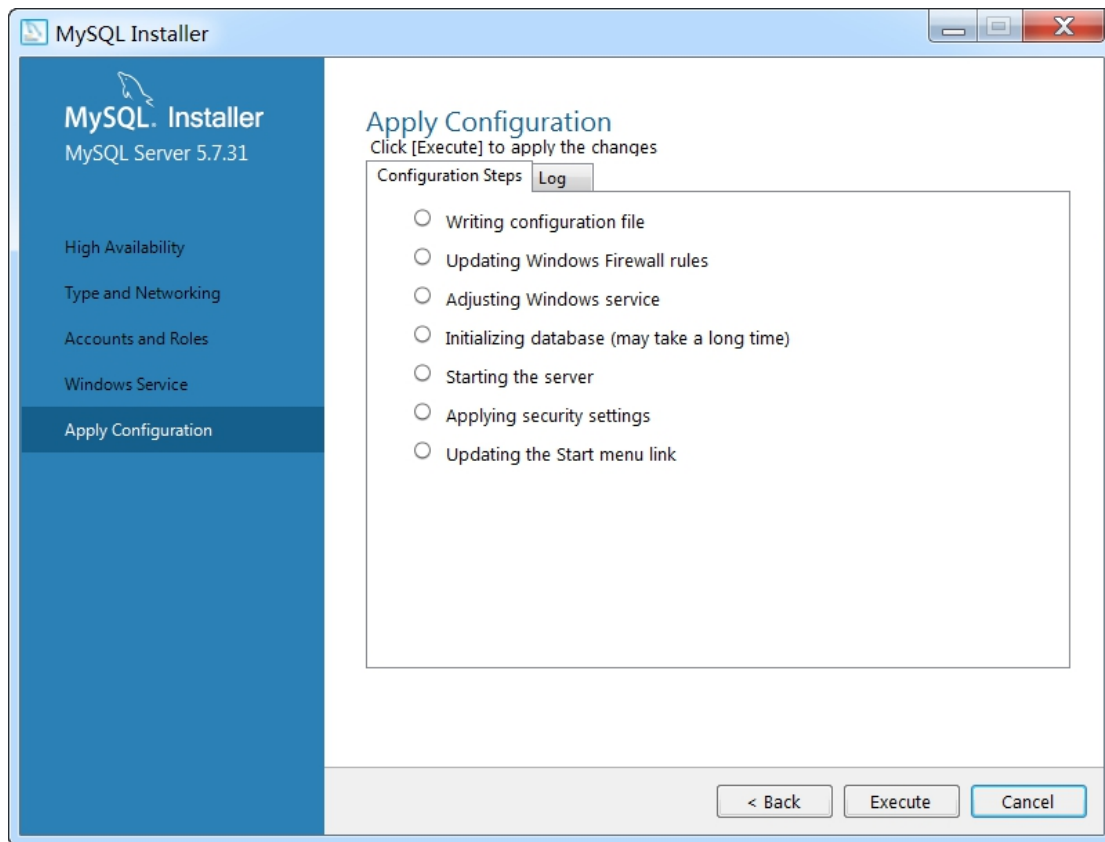 MySQL Installer
MySQL. Installer
MySQL Server 5.7.31
High Availability
Type and Networking
Accounts and Roles
Windows Service
Apply Configuration
Apply Configuration
Click [Execute] to apply the changes
Configuration Steps Log
Writing configuration file
Updating Windows Firewall rules
Adjusting Windows service
Initializing database (may take a long time)
Starting the server
Applying security settings
Updating the Start menu link
< Back Execute Cancel